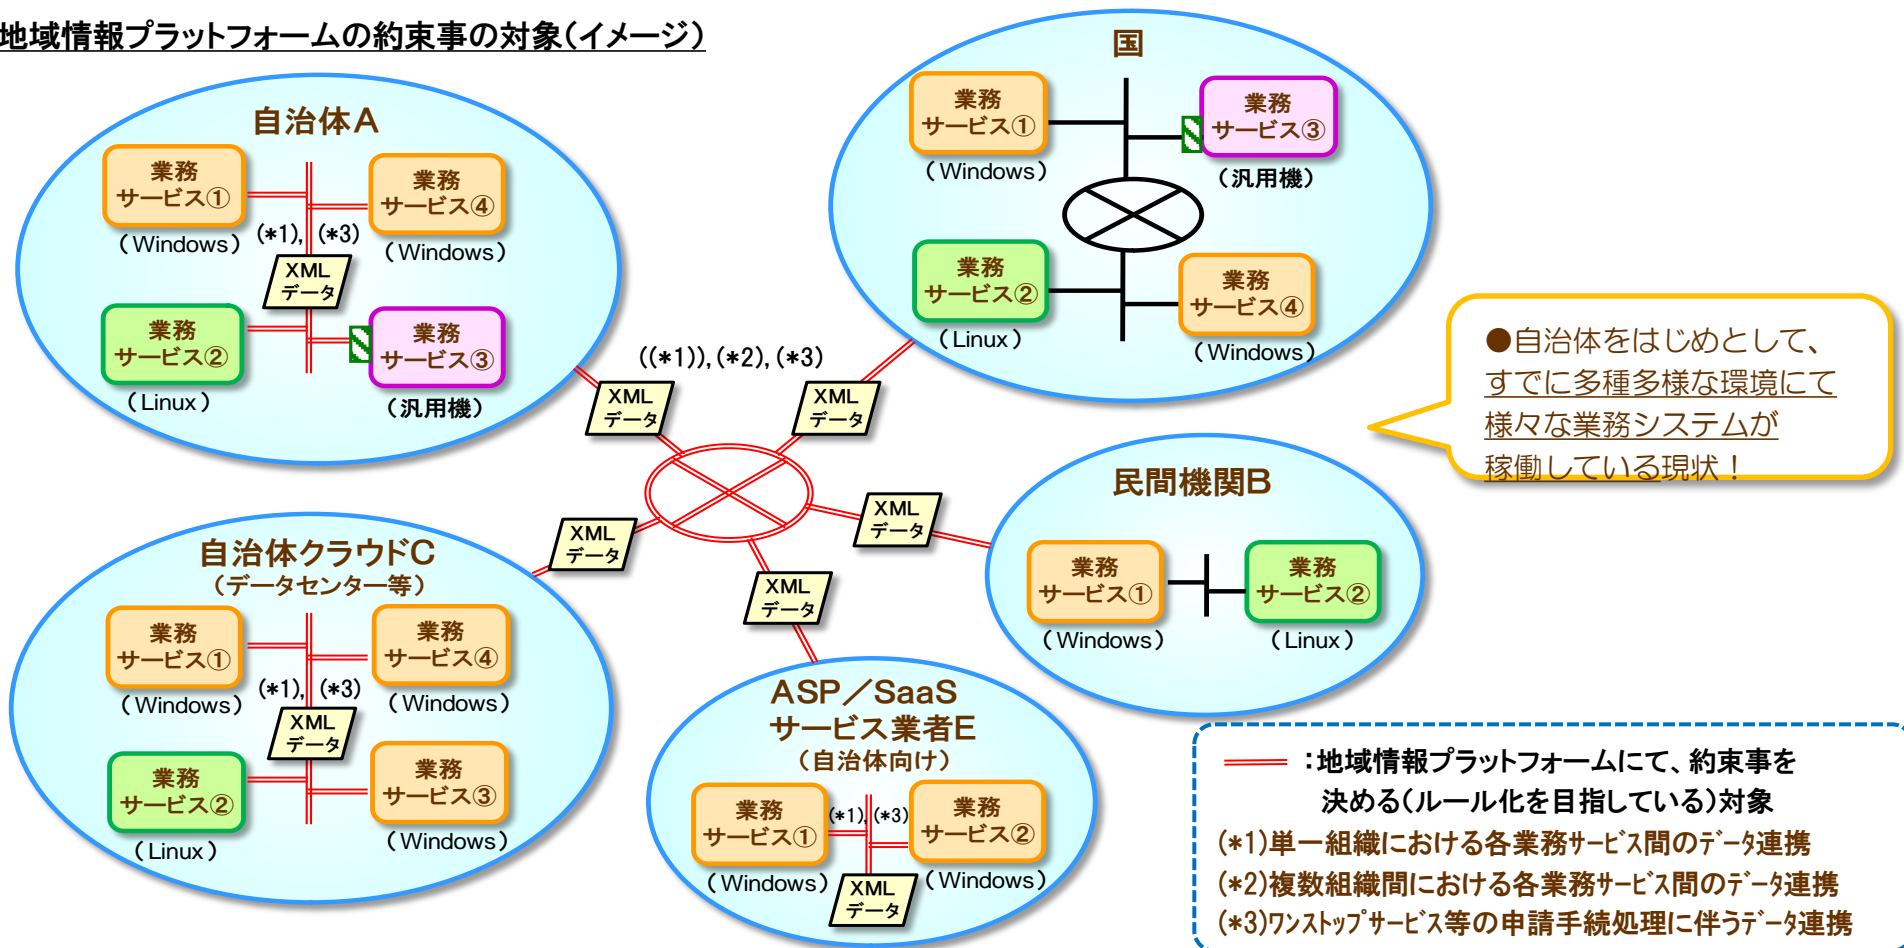 地域情報プラットフォームの約束事の対象（イメージ）
自治体A
業務
サービス①
（Windows）
業務
サービス④
（Windows）
(*1),
(*3)
XML
データ
業務
サービス②
（Linux）
業務
サービス③
（汎用機）
国
業務
サービス①
（Windows）
業務
サービス③
（汎用機）
業務
サービス②
（Linux）
業務
サービス④
（Windows）
((*1)),(*2),(*3)
XML
データ
XML
データ
XML
データ
XML
データ
XML
データ
●自治体をはじめとして、
すでに多種多様な環境にて
様々な業務システムが
稼働している現状！
民間機関B
業務
サービス①
（Windows）
業務
サービス②
（Linux）
自治体クラウドC
（データセンター等）
業務
サービス①
（Windows）
業務
サービス④
（Windows）
(*1),
(*3)
XML
データ
業務
サービス②
（Linux）
業務
サービス③
（Windows）
ASP／SaaS
サービス業者E
（自治体向け）
業務
サービス①
（Windows）
(*1),
(*3)
業務
サービス②
（Windows）
XML
データ
：地域情報プラットフォームにて、約束事を
決める（ルール化を目指している）対象
(*1)単一組織における各業務サービス間のデータ連携
(*2)複数組織間における各業務サービス間のデータ連携
(*3)ワンストップサービス等の申請手続処理に伴うデータ連携